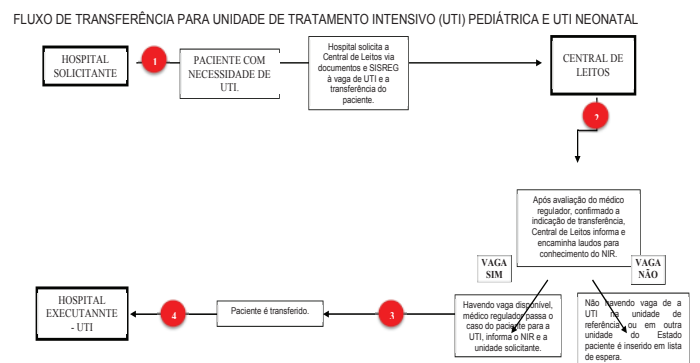 FLUXO DE TRANSFERÊNCIA PARA UNIDADE DE TRATAMENTO INTENSIVO (UTI) PEDIÁTRICA E UTI NEONATAL
HOSPITAL
SOLICITANTE
1
PACIENTE COM
NECESSIDADE DE
UTI.
Hospital solicita a
Central de Leitos via
documentos e SISREG
à vaga de UTI e a
transferência do
paciente.
CENTRAL DE
LEITOS
2
Após avaliação do médico
regulador, confirmado a
indicação de transferência,
Central de Leitos informa e
encaminha laudos para
conhecimento do NIR.
VAGA
SIM
VAGA
NÃO
Havendo vaga disponível,
médico regulador passa o
caso do paciente para a
UTI, informa o NIR e a
unidade solicitante.
Não havendo vaga de a
UTI na unidade de
referência ou em outra
unidade do Estado
paciente é inserido em lista
de espera.
3
Paciente é transferido.
4
HOSPITAL
EXECUTANNTE
- UTI